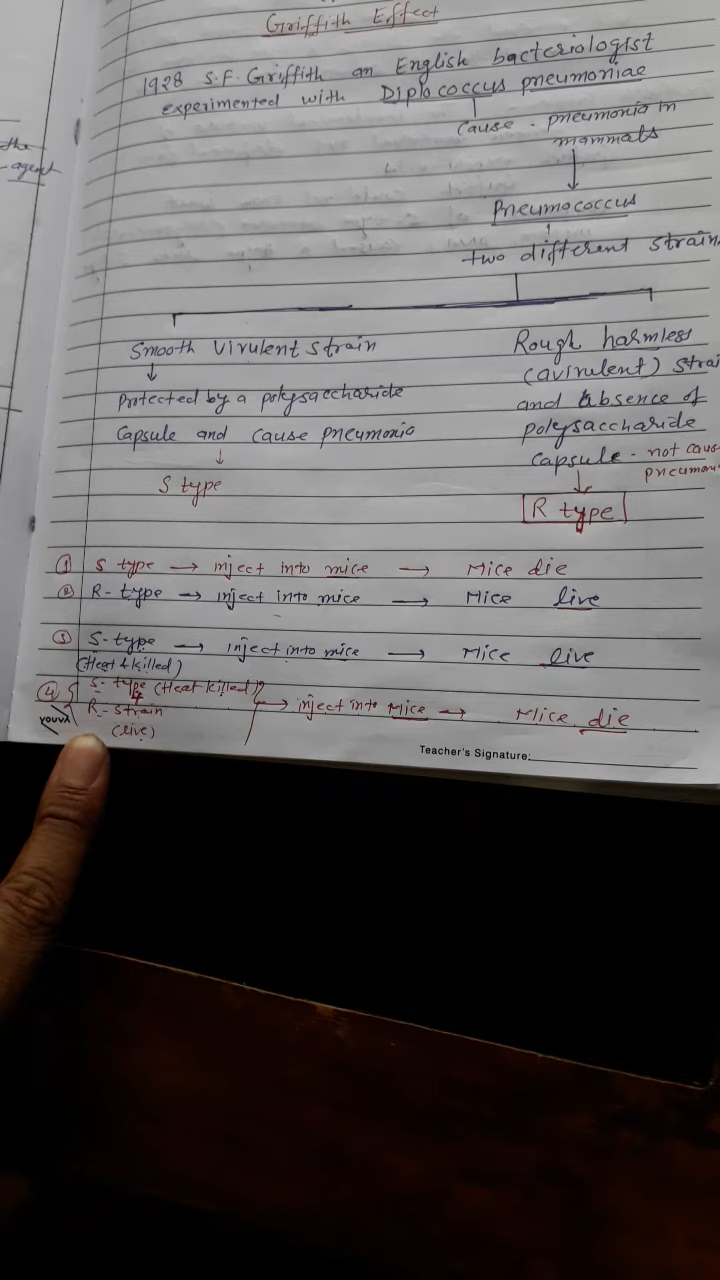 Griffith Effect
1928 S.F. Griffith an English bacteriologist
experimented with Diplococcus pneumoniae
cause - pneumonia in
mammals
Pneumococcus
two different strain
the
agent
Smooth virulent strain
Protected by a polysaccharide
Capsule and cause pneumonia
S type
Rough harmless
(avirulent) strai
and Absence of
polysaccharide
Capsule - not caus
pneumon
R type
① S type → inject into mice → Mice die
② R-type → inject into mice → Mice live
③ S-type → inject into mice → Mice live
(Heat killed)
④ S-type (Heat killed) → inject into Mice → Mice die
R-strain
(live)
YOUVA
Teacher's Signature: